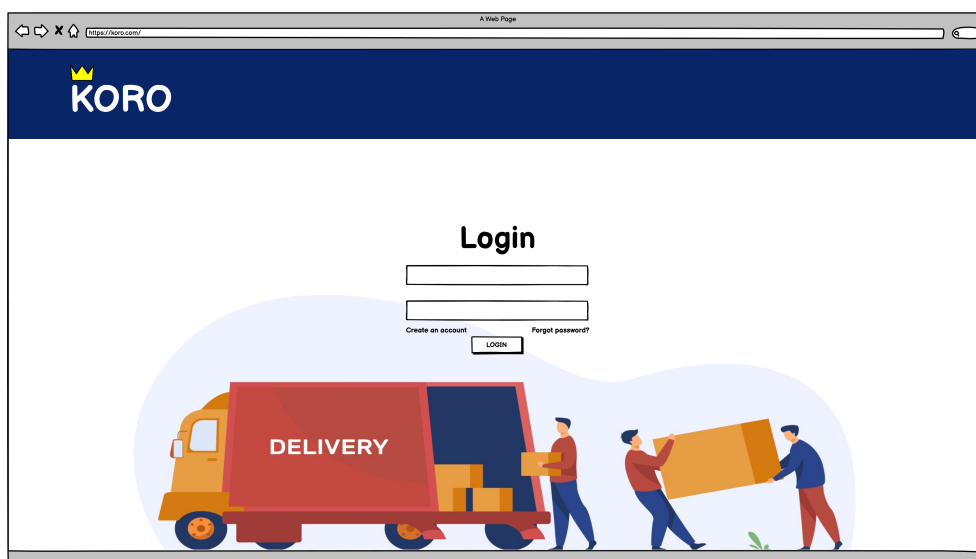 A Web Page
https://koro.com/
KORO
Login
Create an account Forgot password?
LOGIN
DELIVERY